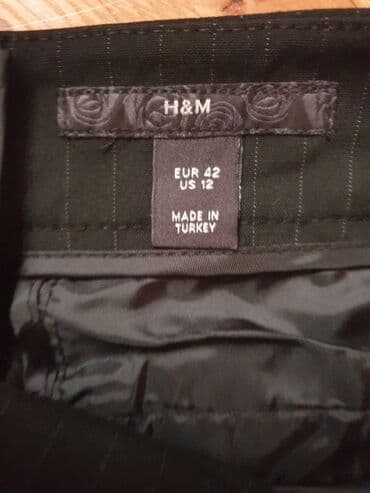 H&M
EUR 42
US 12
MADE IN
TURKEY